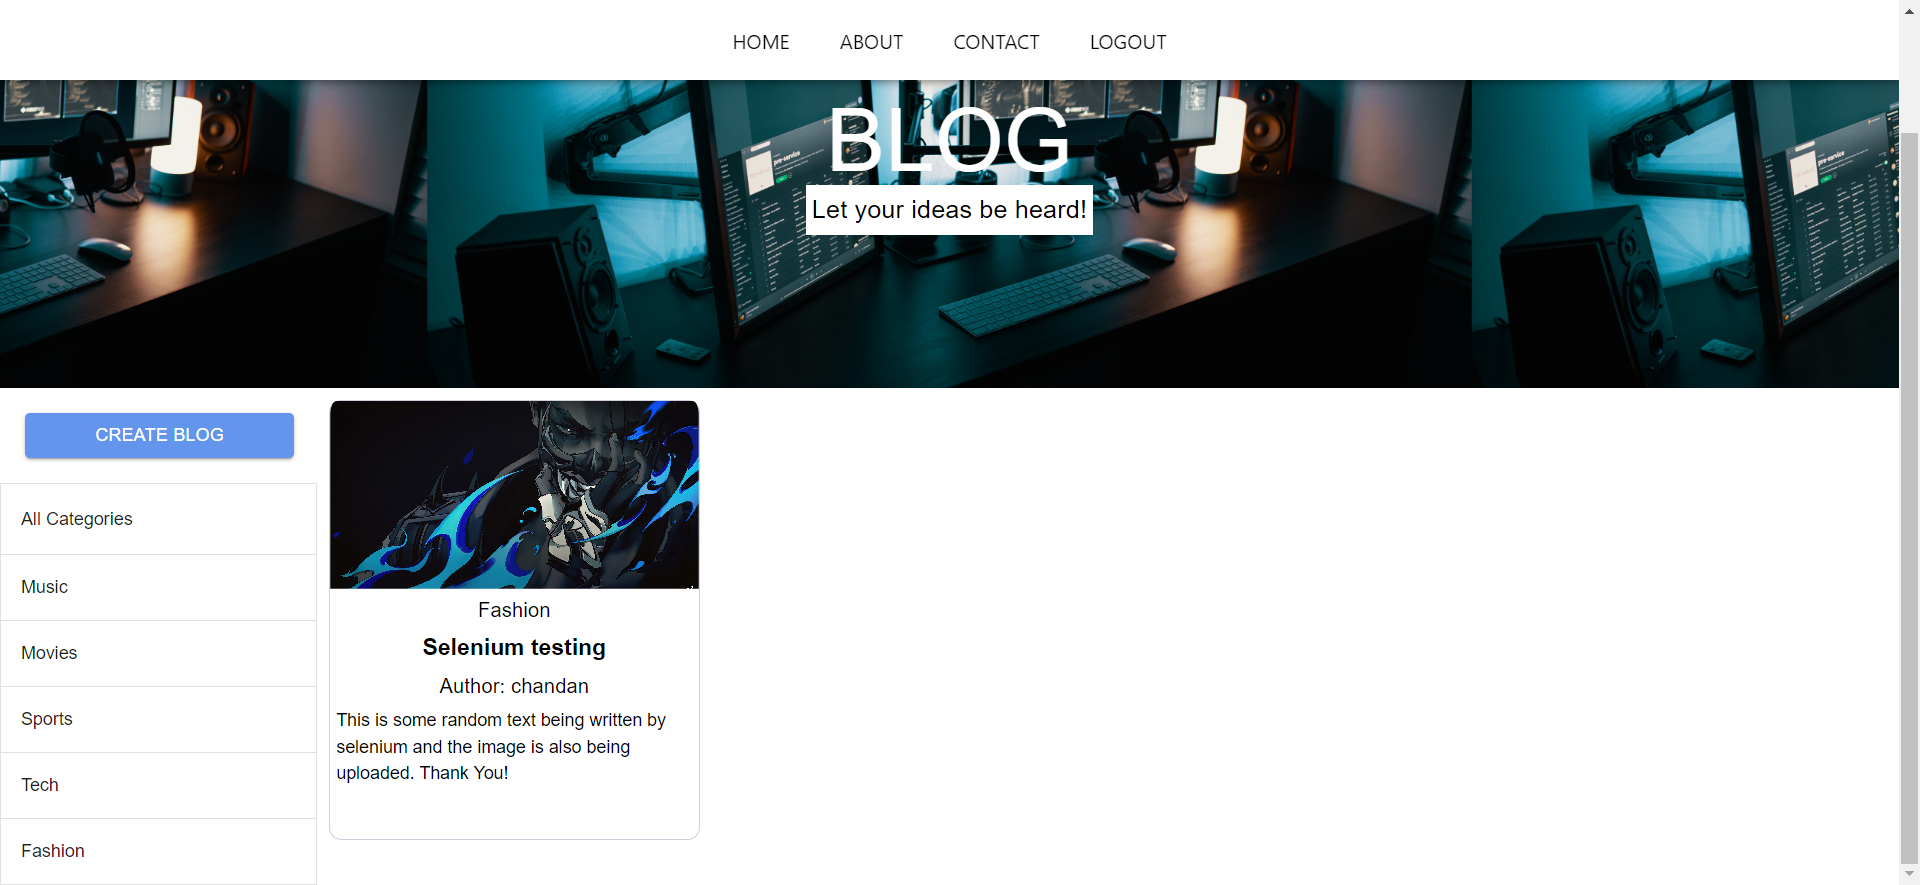 HOME ABOUT CONTACT LOGOUT
BLOG
Let your ideas be heard!
CREATE BLOG
All Categories
Music
Movies
Sports
Tech
Fashion
Fashion
Selenium testing
Author: chandan
This is some random text being written by
selenium and the image is also being
uploaded. Thank You!